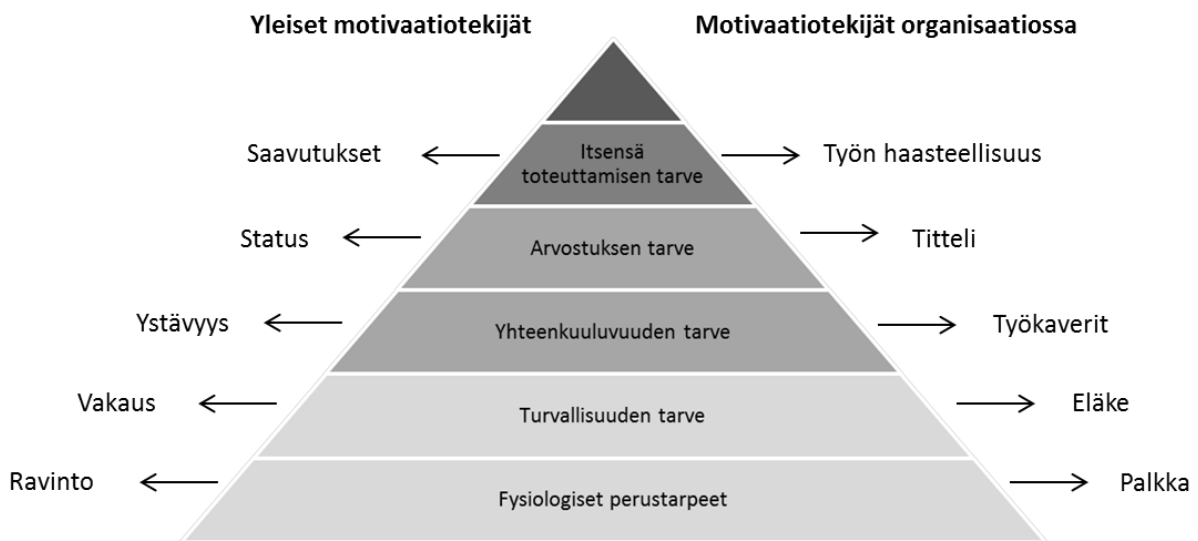 Yleiset motivaatiotekijät
Motivaatiotekijät organisaatiossa
Saavutukset
Itsensä
toteuttamisen tarve
Työn haasteellisuus
Status
Arvostuksen tarve
Titteli
Ystävyys
Yhteenkuuluvuuden tarve
Työkaverit
Vakaus
Turvallisuuden tarve
Eläke
Ravinto
Fysiologiset perustarpeet
Palkka